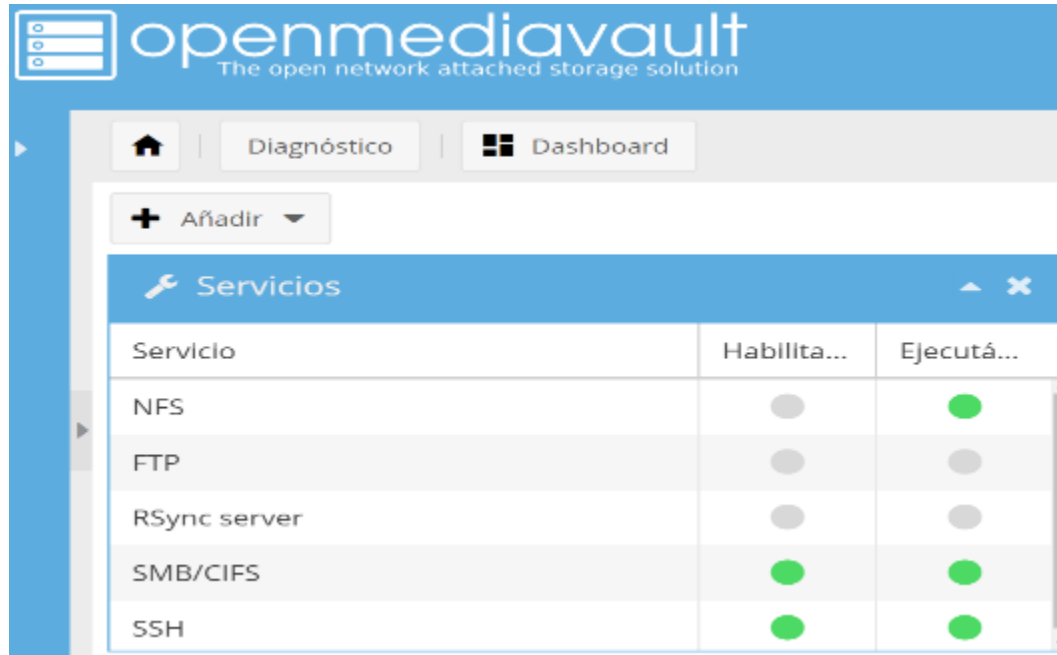 openmediavault
The open network attached storage solution
Diagnóstico Dashboard
Añadir
Servicios
Servicio Habilita... Ejecutá...
NFS
FTP
RSync server
SMB/CIFS
SSH